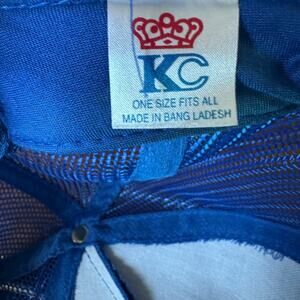 KC
ONE SIZE FITS ALL
MADE IN BANG LADESH